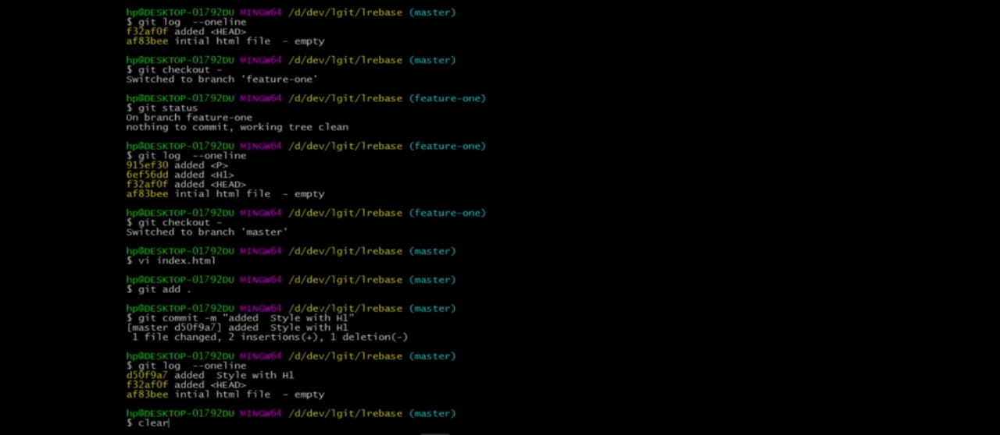 hp@DESKTOP-01792DU MINGW64 /d/dev/lgit/lrebase (master)
$ git log  --oneline
f32af0f added <HEAD>
af83bee intial html file  - empty
hp@DESKTOP-01792DU MINGW64 /d/dev/lgit/lrebase (master)
$ git checkout -
Switched to branch 'feature-one'
hp@DESKTOP-01792DU MINGW64 /d/dev/lgit/lrebase (feature-one)
$ git status
On branch feature-one
nothing to commit, working tree clean
hp@DESKTOP-01792DU MINGW64 /d/dev/lgit/lrebase (feature-one)
$ git log  --oneline
915ef30 added <P>
6ef56dd added <H1>
f32af0f added <HEAD>
af83bee intial html file  - empty
hp@DESKTOP-01792DU MINGW64 /d/dev/lgit/lrebase (feature-one)
$ git checkout -
Switched to branch 'master'
hp@DESKTOP-01792DU MINGW64 /d/dev/lgit/lrebase (master)
$ vi index.html
hp@DESKTOP-01792DU MINGW64 /d/dev/lgit/lrebase (master)
$ git add .
hp@DESKTOP-01792DU MINGW64 /d/dev/lgit/lrebase (master)
$ git commit -m "added  Style with H1"
[master d50f9a7] added  Style with H1
 1 file changed, 2 insertions(+), 1 deletion(-)
hp@DESKTOP-01792DU MINGW64 /d/dev/lgit/lrebase (master)
$ git log  --oneline
d50f9a7 added  Style with H1
f32af0f added <HEAD>
af83bee intial html file  - empty
hp@DESKTOP-01792DU MINGW64 /d/dev/lgit/lrebase (master)
$ clear